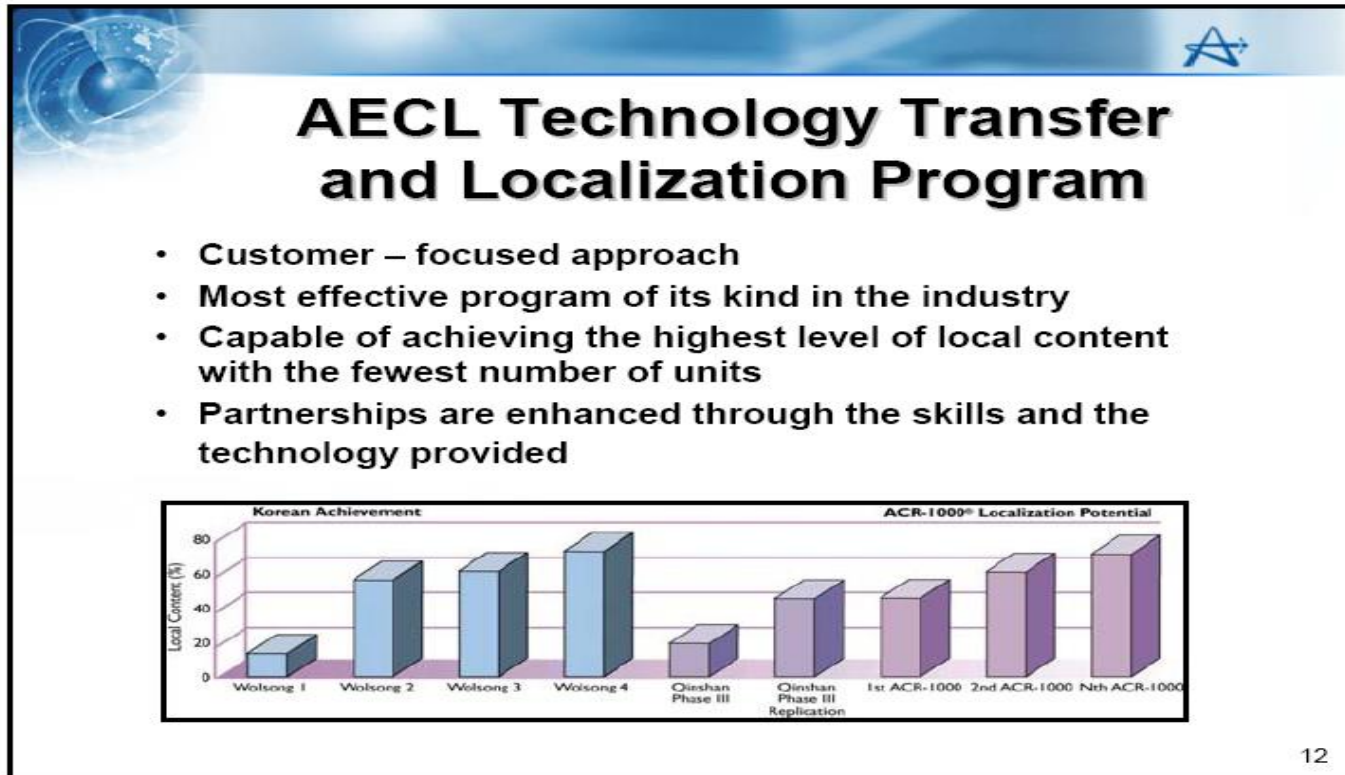 AECL Technology Transfer
and Localization Program
• Customer – focused approach
• Most effective program of its kind in the industry
• Capable of achieving the highest level of local content
with the fewest number of units
• Partnerships are enhanced through the skills and the
technology provided
Korean Achievement
ACR-1000® Localization Potential
Local Content (%)
80
60
40
20
0
Wolsong 1
Wolsong 2
Wolsong 3
Wolsong 4
Qinshan
Phase III
Qinshan
Phase III
Replication
1st ACR-1000
2nd ACR-1000
Nth ACR-1000
12